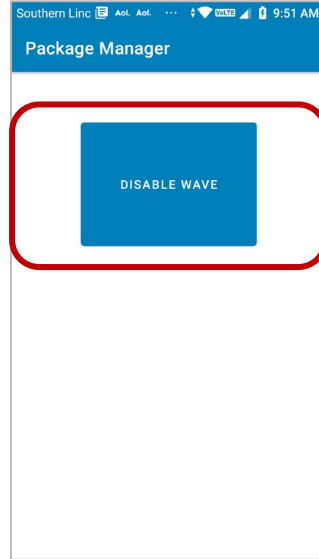 Southern Linc Aol. Aol. ... VoLTE 9:51 AM
Package Manager
DISABLE WAVE